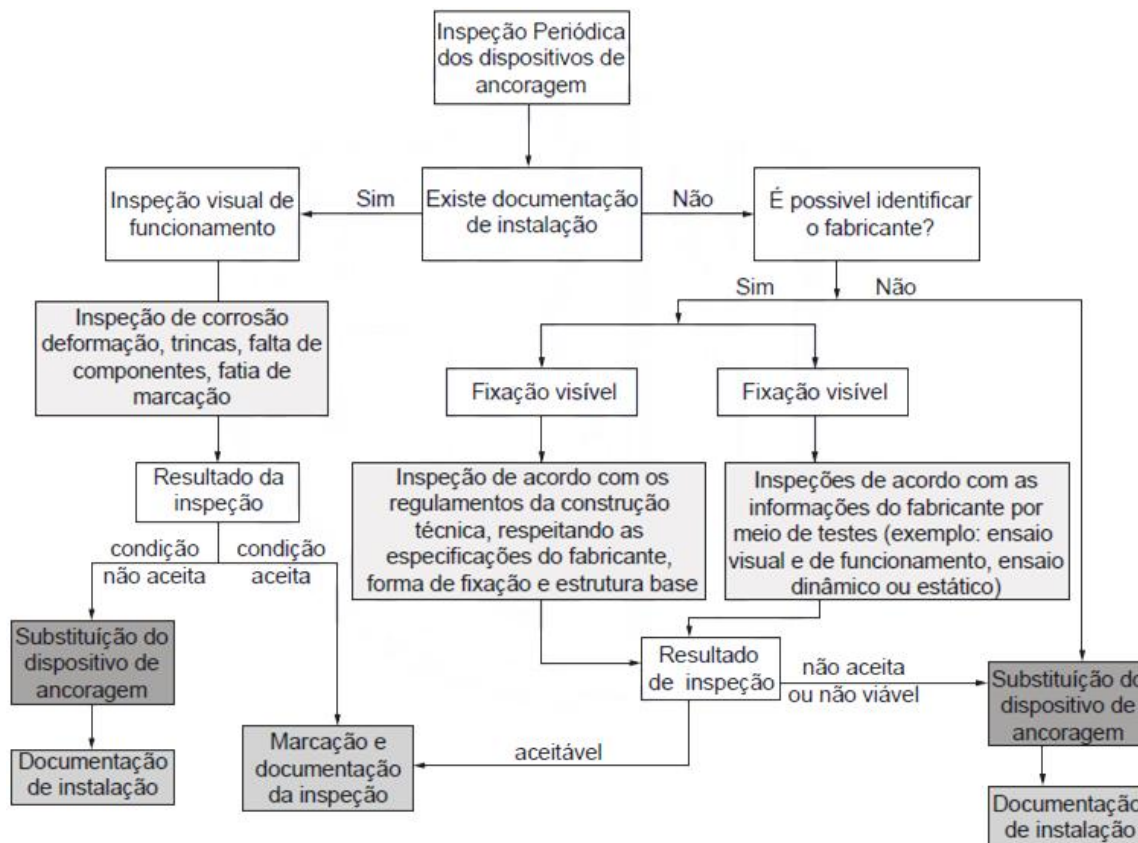 Inspeção Periódica
dos dispositivos de
ancoragem
Inspeção visual de
funcionamento
Sim
Existe documentação
de instalação
Não
É possivel identificar
o fabricante?
Sim
Não
Inspeção de corrosão
deformação, trincas, falta de
componentes, fatia de
marcação
Fixação visível
Fixação visível
Resultado da
inspeção
Inspeção de acordo com os
regulamentos da construção
técnica, respeitando as
especificações do fabricante,
forma de fixação e estrutura base
Inspeções de acordo com as
informações do fabricante por
meio de testes (exemplo: ensaio
visual e de funcionamento, ensaio
dinâmico ou estático)
condição
não aceita
condição
aceita
Substituíção do
dispositivo de
ancoragem
Resultado
de inspeção
não aceita
ou não viável
Substituíção do
dispositivo de
ancoragem
Documentação
de instalação
Marcação e
documentação
da inspeção
aceitável
Documentação
de instalação